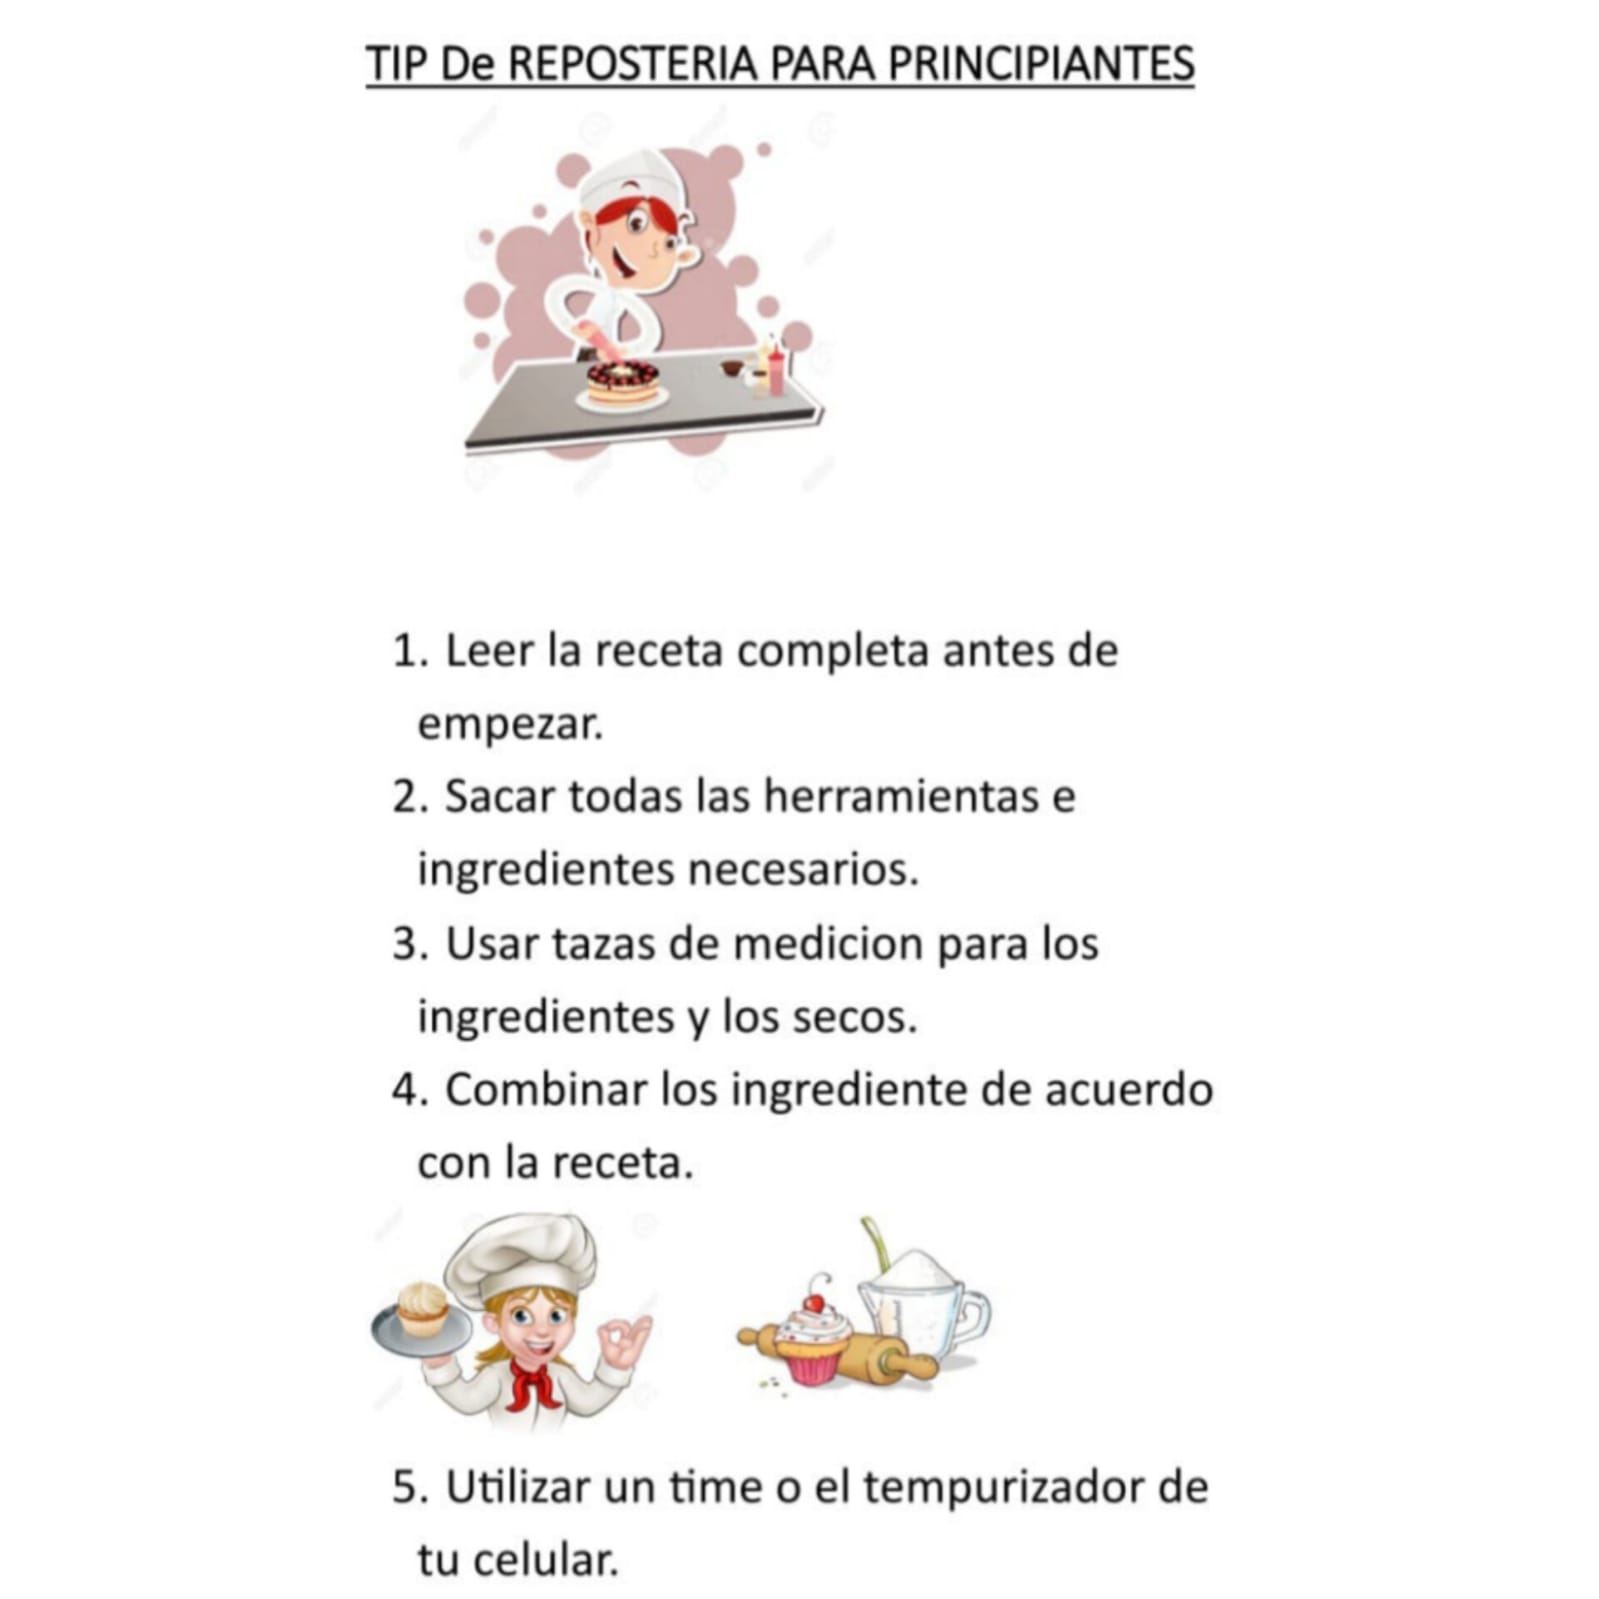 TIP De REPOSTERIA PARA PRINCIPIANTES
1. Leer la receta completa antes de
empezar.
2. Sacar todas las herramientas e
ingredientes necesarios.
3. Usar tazas de medicion para los
ingredientes y los secos.
4. Combinar los ingrediente de acuerdo
con la receta.
5. Utilizar un time o el tempurizador de
tu celular.